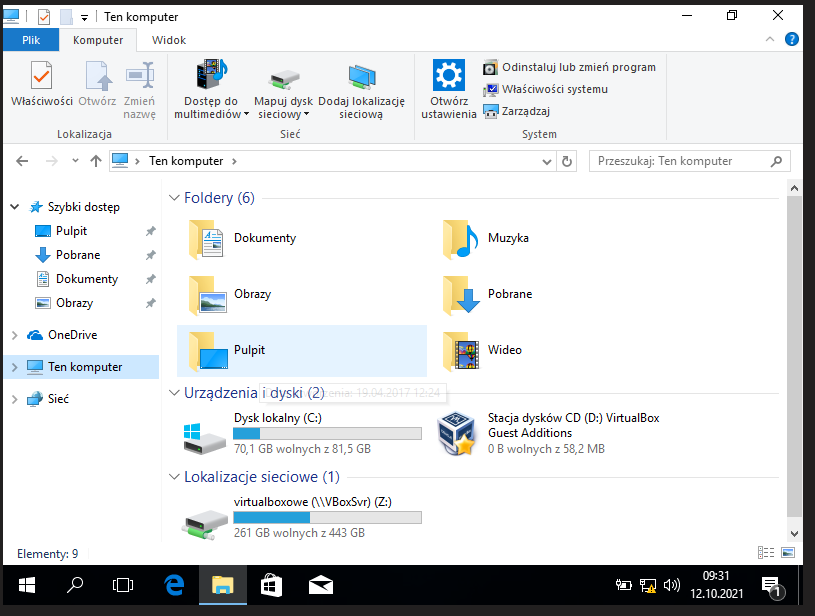 Ten komputer
Plik
Komputer
Widok
Właściwości
Otwórz
Zmień
nazwę
Lokalizacja
Dostęp do
multimediów
Mapuj dysk
sieciowy
Dodaj lokalizację
sieciową
Sieć
Otwórz
ustawienia
Odinstaluj lub zmień program
Właściwości systemu
Zarządzaj
System
Ten komputer
Przeszukaj: Ten komputer
Szybki dostęp
Pulpit
Pobrane
Dokumenty
Obrazy
OneDrive
Ten komputer
Sieć
Foldery (6)
Dokumenty
Muzyka
Obrazy
Pobrane
Pulpit
Wideo
Urządzenia i dyski (2)
19.04.2017 12:24
Dysk lokalny (C:)
70,1 GB wolnych z 81,5 GB
Stacja dysków CD (D:) VirtualBox
Guest Additions
0 B wolnych z 58,2 MB
Lokalizacje sieciowe (1)
virtualboxowe (\\VBoxSvr) (Z:)
261 GB wolnych z 443 GB
Elementy: 9
09:31
12.10.2021
1